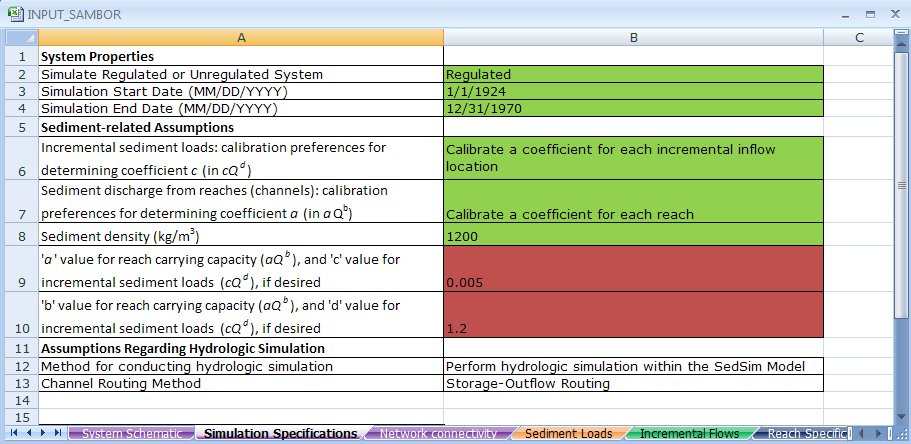 INPUT_SAMBOR
A B C
1 System Properties
2 Simulate Regulated or Unregulated System Regulated
3 Simulation Start Date (MM/DD/YYYY) 1/1/1924
4 Simulation End Date (MM/DD/YYYY) 12/31/1970
5 Sediment-related Assumptions
Incremental sediment loads: calibration preferences for
6 determining coefficient c (in cQ^d)
Calibrate a coefficient for each incremental inflow
location
Sediment discharge from reaches (channels): calibration
7 preferences for determining coefficient a (in a Q^b) Calibrate a coefficient for each reach
8 Sediment density (kg/m³) 1200
'a' value for reach carrying capacity (aQ^b), and 'c' value for
9 incremental sediment loads (cQ^d), if desired 0.005
'b' value for reach carrying capacity (aQ^b), and 'd' value for
10 incremental sediment loads (cQ^d), if desired 1.2
11 Assumptions Regarding Hydrologic Simulation
12 Method for conducting hydrologic simulation Perform hydrologic simulation within the SedSim Model
13 Channel Routing Method Storage-Outflow Routing
14
15
System Schematic Simulation Specifications Network connectivity Sediment Loads Incremental Flows Reach Specific